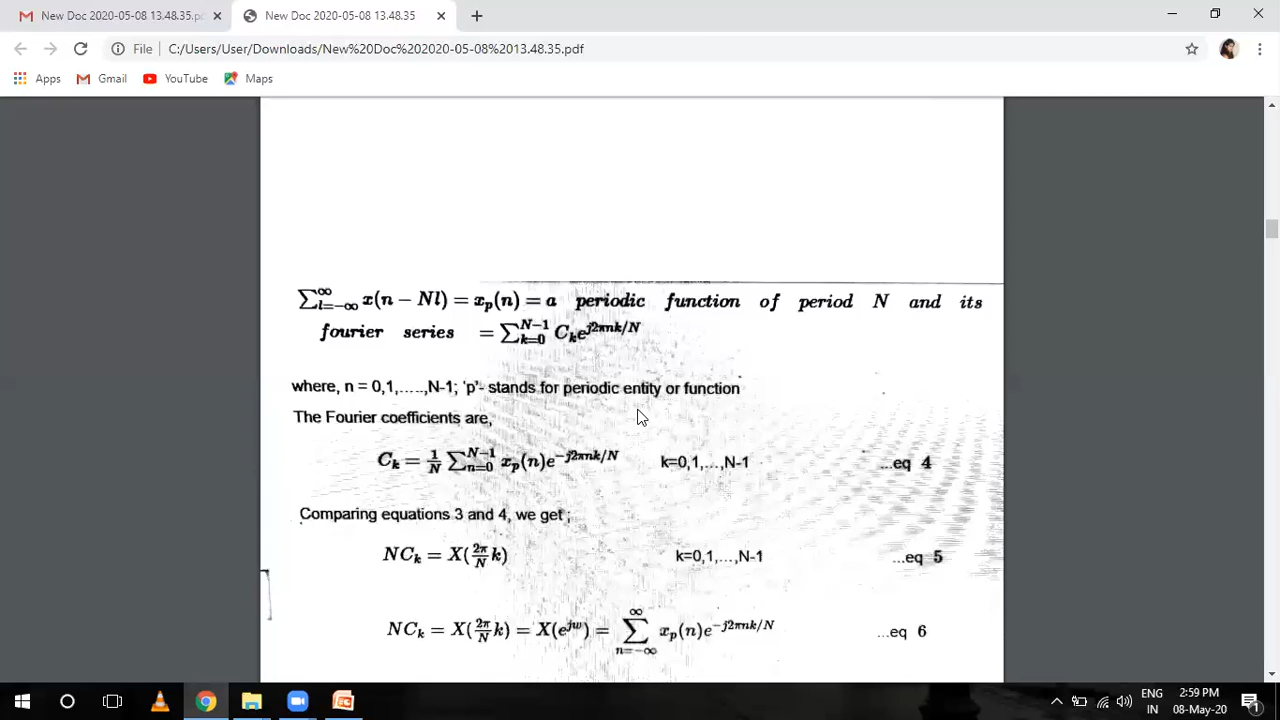 New Doc 2020-05-08 13.48.35.p
New Doc 2020-05-08 13.48.35
File
C:/Users/User/Downloads/New%20Doc%202020-05-08%2013.48.35.pdf
Apps
Gmail
YouTube
Maps
∑_{l=-∞}^{∞} x(n − Nl) = x_p(n) = a periodic function of period N and its
fourier series = ∑_{k=0}^{N−1} C_k e^{j2πnk/N}
where, n = 0,1,.....,N-1; 'p'- stands for periodic entity or function
The Fourier coefficients are,
C_k = 1/N ∑_{n=0}^{N−1} x_p(n)e^{−j2πnk/N} k=0,1,...,N-1 ...eq 4
Comparing equations 3 and 4, we get ;
NC_k = X(2π/N k) k=0,1,...,N-1 ...eq 5
NC_k = X(2π/N k) = X(e^{jw}) = ∑_{n=−∞}^{∞} x_p(n)e^{−j2πnk/N} ...eq 6
ENG
IN
2:59 PM
08-May-20
1